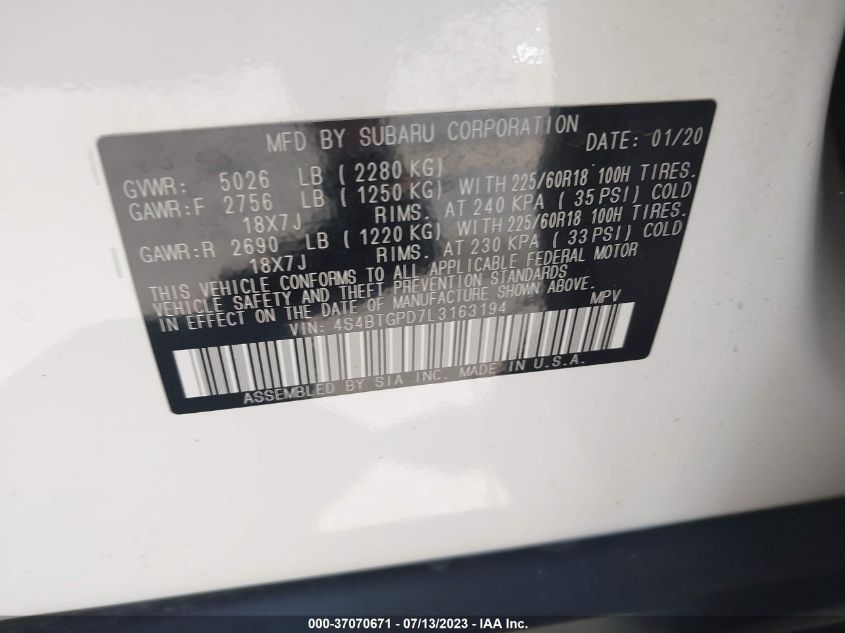 MFD BY SUBARU CORPORATION DATE: 01/20
GVWR: 5026 LB ( 2280 KG)
GAWR:F 2756 LB ( 1250 KG) WITH 225/60R18 100H TIRES.
18X7J RIMS. AT 240 KPA ( 35 PSI) COLD
GAWR:R 2690 LB ( 1220 KG) WITH 225/60R18 100H TIRES.
18X7J RIMS. AT 230 KPA ( 33 PSI) COLD
THIS VEHICLE CONFORMS TO ALL APPLICABLE FEDERAL MOTOR
VEHICLE SAFETY AND THEFT PREVENTION STANDARDS
IN EFFECT ON DATE OF MANUFACTURE SHOWN ABOVE.
VIN: 4S4BTGPD7L3163194 MPV
ASSEMBLED BY SIA INC. MADE IN U.S.A.
000-37070671 / 07/13/2023 - IAA Inc.